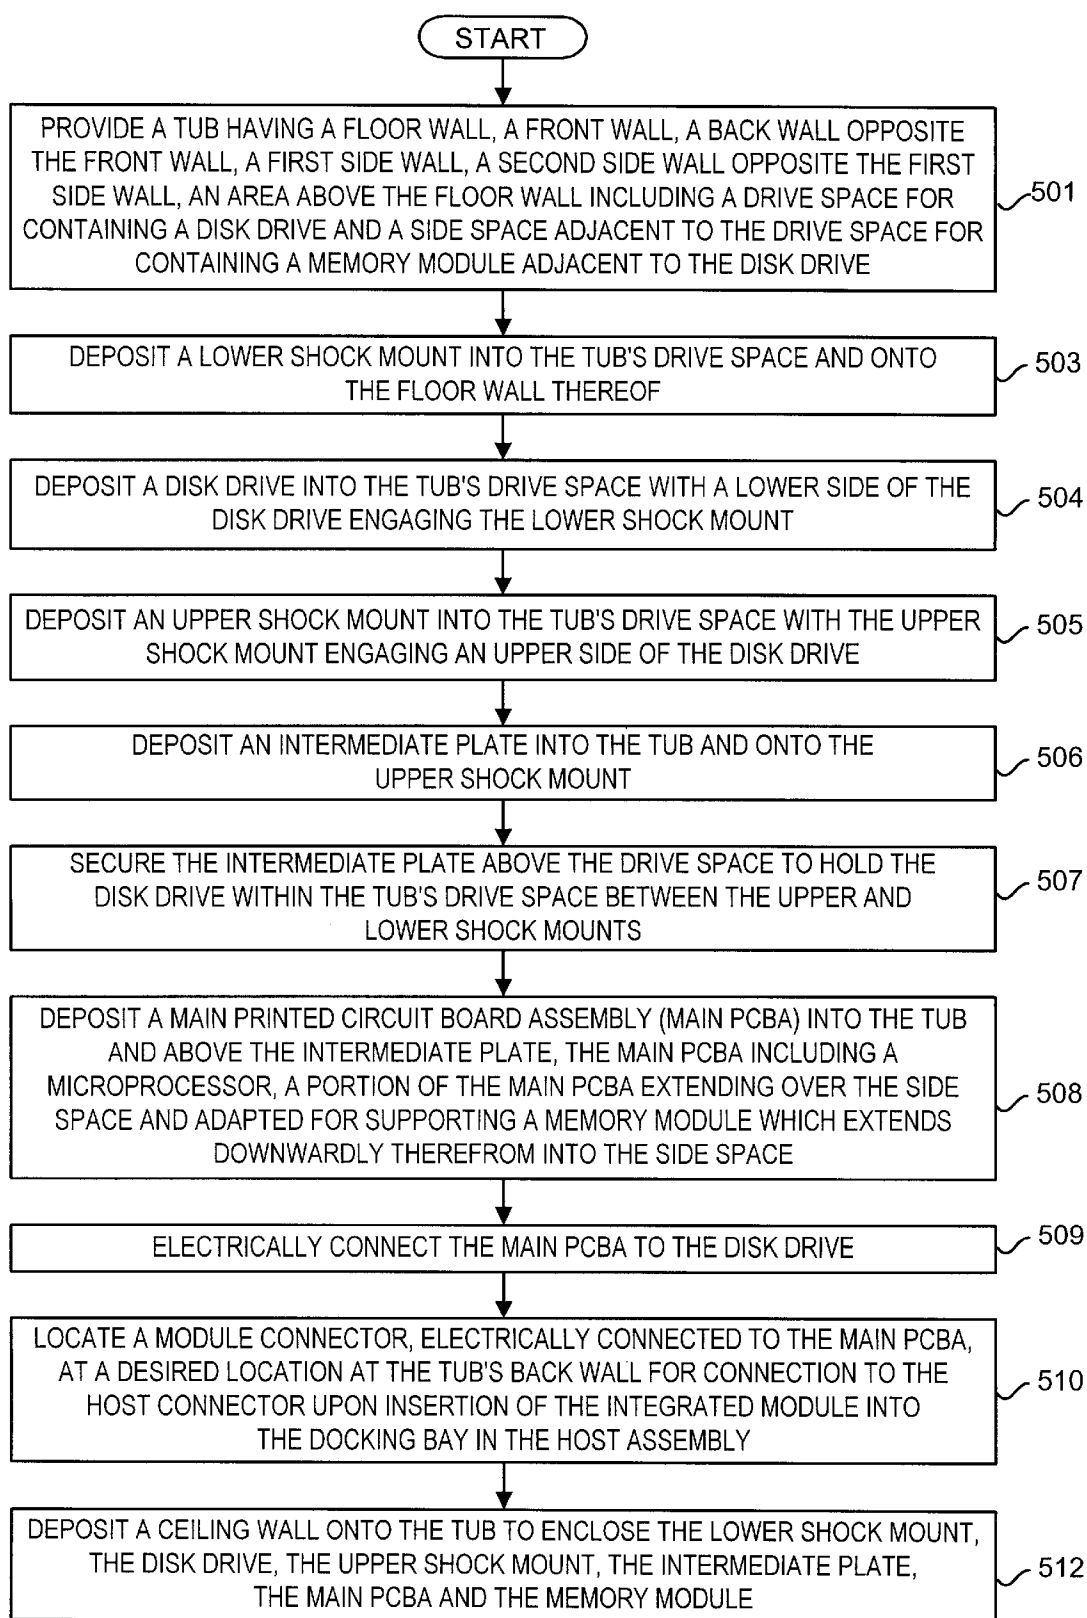 START
PROVIDE A TUB HAVING A FLOOR WALL, A FRONT WALL, A BACK WALL OPPOSITE
THE FRONT WALL, A FIRST SIDE WALL, A SECOND SIDE WALL OPPOSITE THE FIRST
SIDE WALL, AN AREA ABOVE THE FLOOR WALL INCLUDING A DRIVE SPACE FOR
CONTAINING A DISK DRIVE AND A SIDE SPACE ADJACENT TO THE DRIVE SPACE FOR
CONTAINING A MEMORY MODULE ADJACENT TO THE DISK DRIVE
501
DEPOSIT A LOWER SHOCK MOUNT INTO THE TUB'S DRIVE SPACE AND ONTO
THE FLOOR WALL THEREOF
503
DEPOSIT A DISK DRIVE INTO THE TUB'S DRIVE SPACE WITH A LOWER SIDE OF THE
DISK DRIVE ENGAGING THE LOWER SHOCK MOUNT
504
DEPOSIT AN UPPER SHOCK MOUNT INTO THE TUB'S DRIVE SPACE WITH THE UPPER
SHOCK MOUNT ENGAGING AN UPPER SIDE OF THE DISK DRIVE
505
DEPOSIT AN INTERMEDIATE PLATE INTO THE TUB AND ONTO THE
UPPER SHOCK MOUNT
506
SECURE THE INTERMEDIATE PLATE ABOVE THE DRIVE SPACE TO HOLD THE
DISK DRIVE WITHIN THE TUB'S DRIVE SPACE BETWEEN THE UPPER AND
LOWER SHOCK MOUNTS
507
DEPOSIT A MAIN PRINTED CIRCUIT BOARD ASSEMBLY (MAIN PCBA) INTO THE TUB
AND ABOVE THE INTERMEDIATE PLATE, THE MAIN PCBA INCLUDING A
MICROPROCESSOR, A PORTION OF THE MAIN PCBA EXTENDING OVER THE SIDE
SPACE AND ADAPTED FOR SUPPORTING A MEMORY MODULE WHICH EXTENDS
DOWNWARDLY THEREFROM INTO THE SIDE SPACE
508
ELECTRICALLY CONNECT THE MAIN PCBA TO THE DISK DRIVE
509
LOCATE A MODULE CONNECTOR, ELECTRICALLY CONNECTED TO THE MAIN PCBA,
AT A DESIRED LOCATION AT THE TUB'S BACK WALL FOR CONNECTION TO THE
HOST CONNECTOR UPON INSERTION OF THE INTEGRATED MODULE INTO
THE DOCKING BAY IN THE HOST ASSEMBLY
510
DEPOSIT A CEILING WALL ONTO THE TUB TO ENCLOSE THE LOWER SHOCK MOUNT,
THE DISK DRIVE, THE UPPER SHOCK MOUNT, THE INTERMEDIATE PLATE,
THE MAIN PCBA AND THE MEMORY MODULE
512